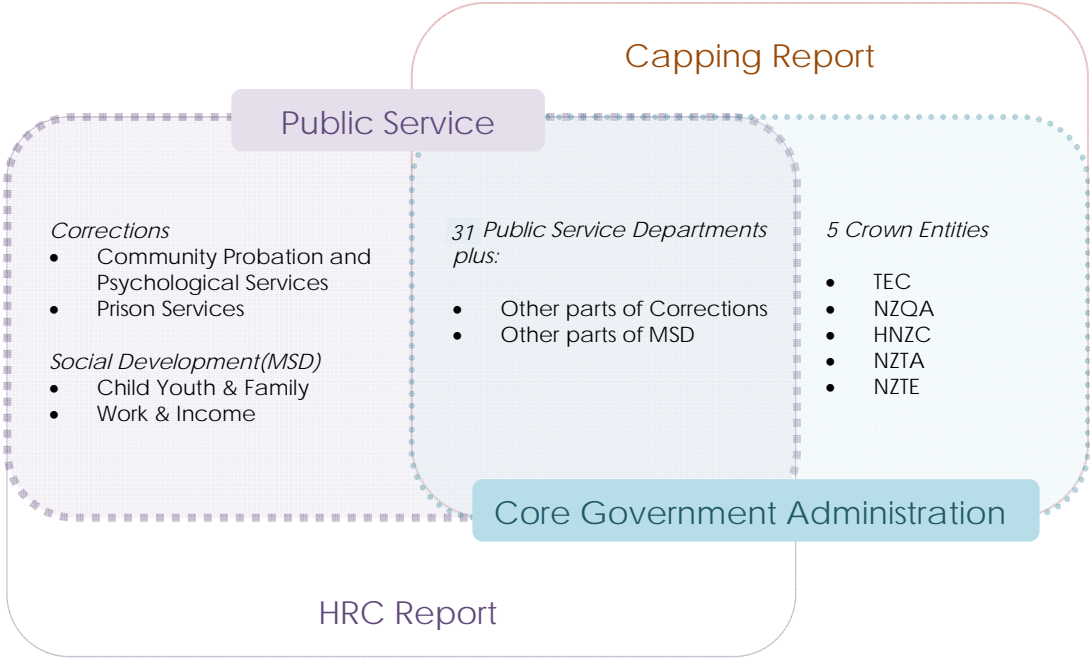 Capping Report
Public Service
Corrections
• Community Probation and
Psychological Services
• Prison Services
Social Development(MSD)
• Child Youth & Family
• Work & Income
31 Public Service Departments
plus:
• Other parts of Corrections
• Other parts of MSD
5 Crown Entities
• TEC
• NZQA
• HNZC
• NZTA
• NZTE
Core Government Administration
HRC Report